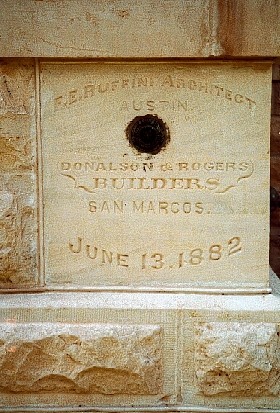 F.E. RUFFINI ARCHITECT
AUSTIN.
DONALSON & ROGERS
BUILDERS
SAN MARCOS.
JUNE 13.1882